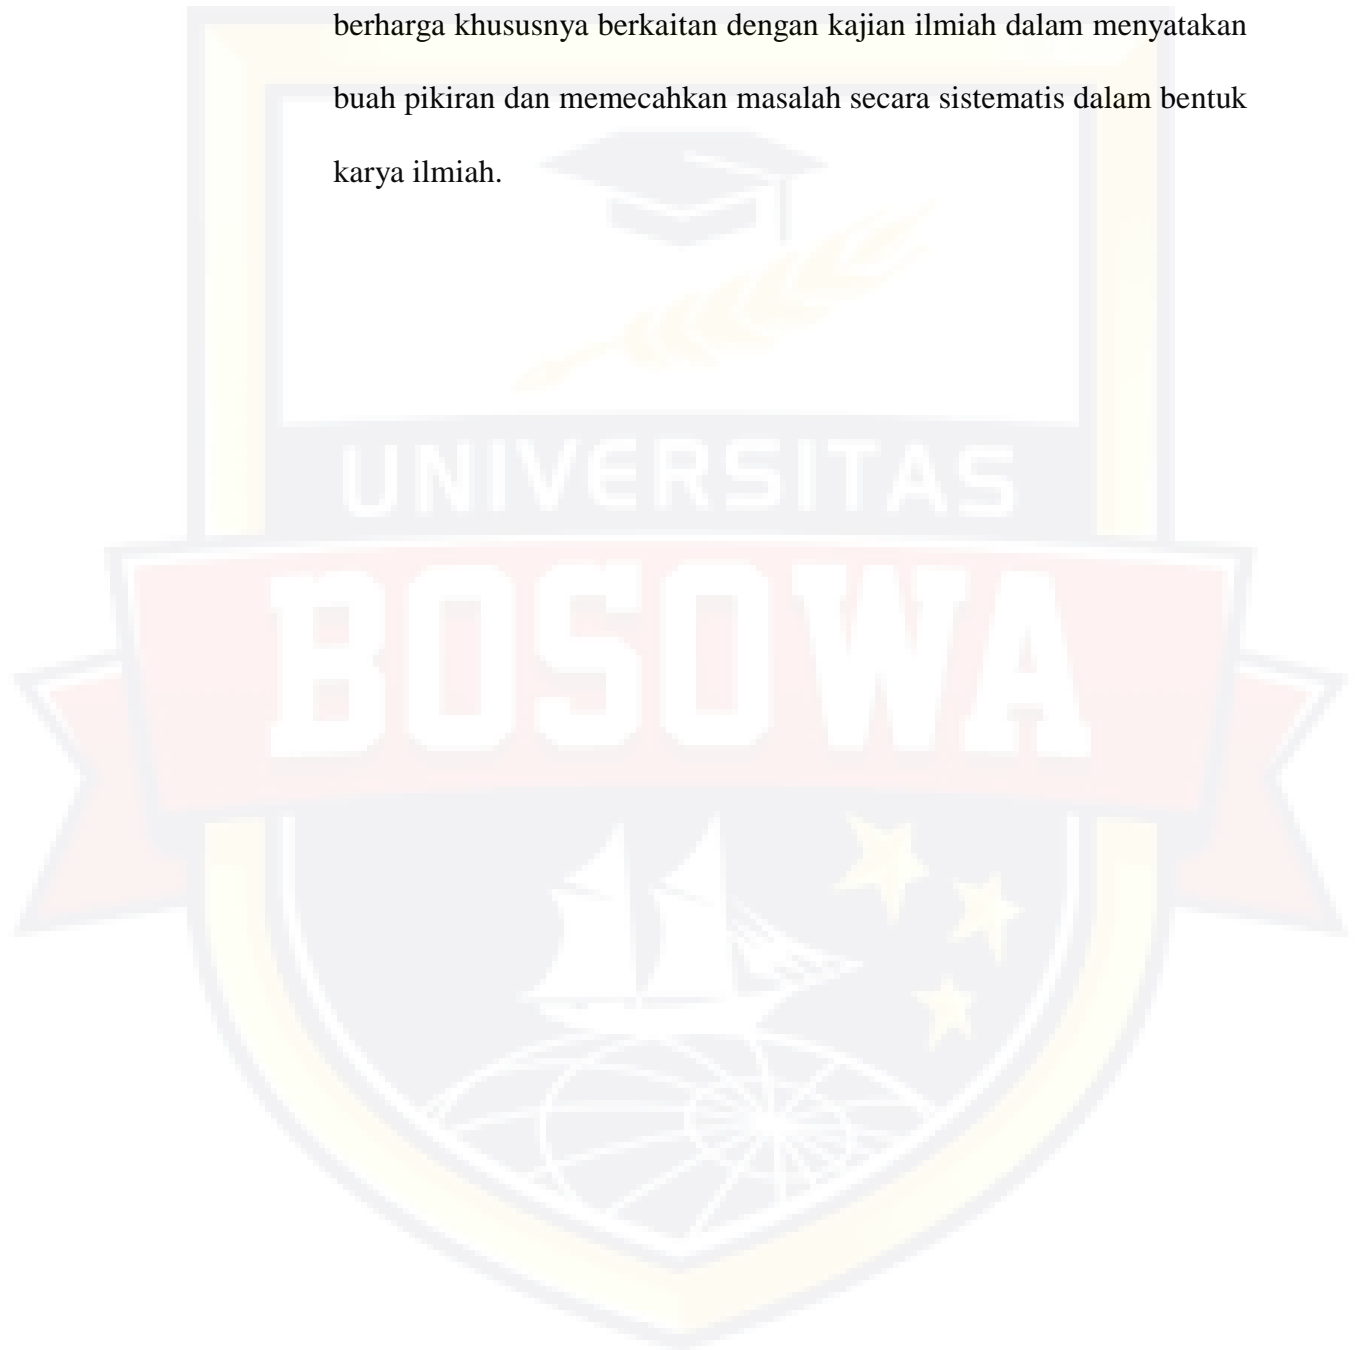 berharga khususnya berkaitan dengan kajian ilmiah dalam menyatakan
buah pikiran dan memecahkan masalah secara sistematis dalam bentuk
karya ilmiah.
UNIVERSITAS
BOSOWA